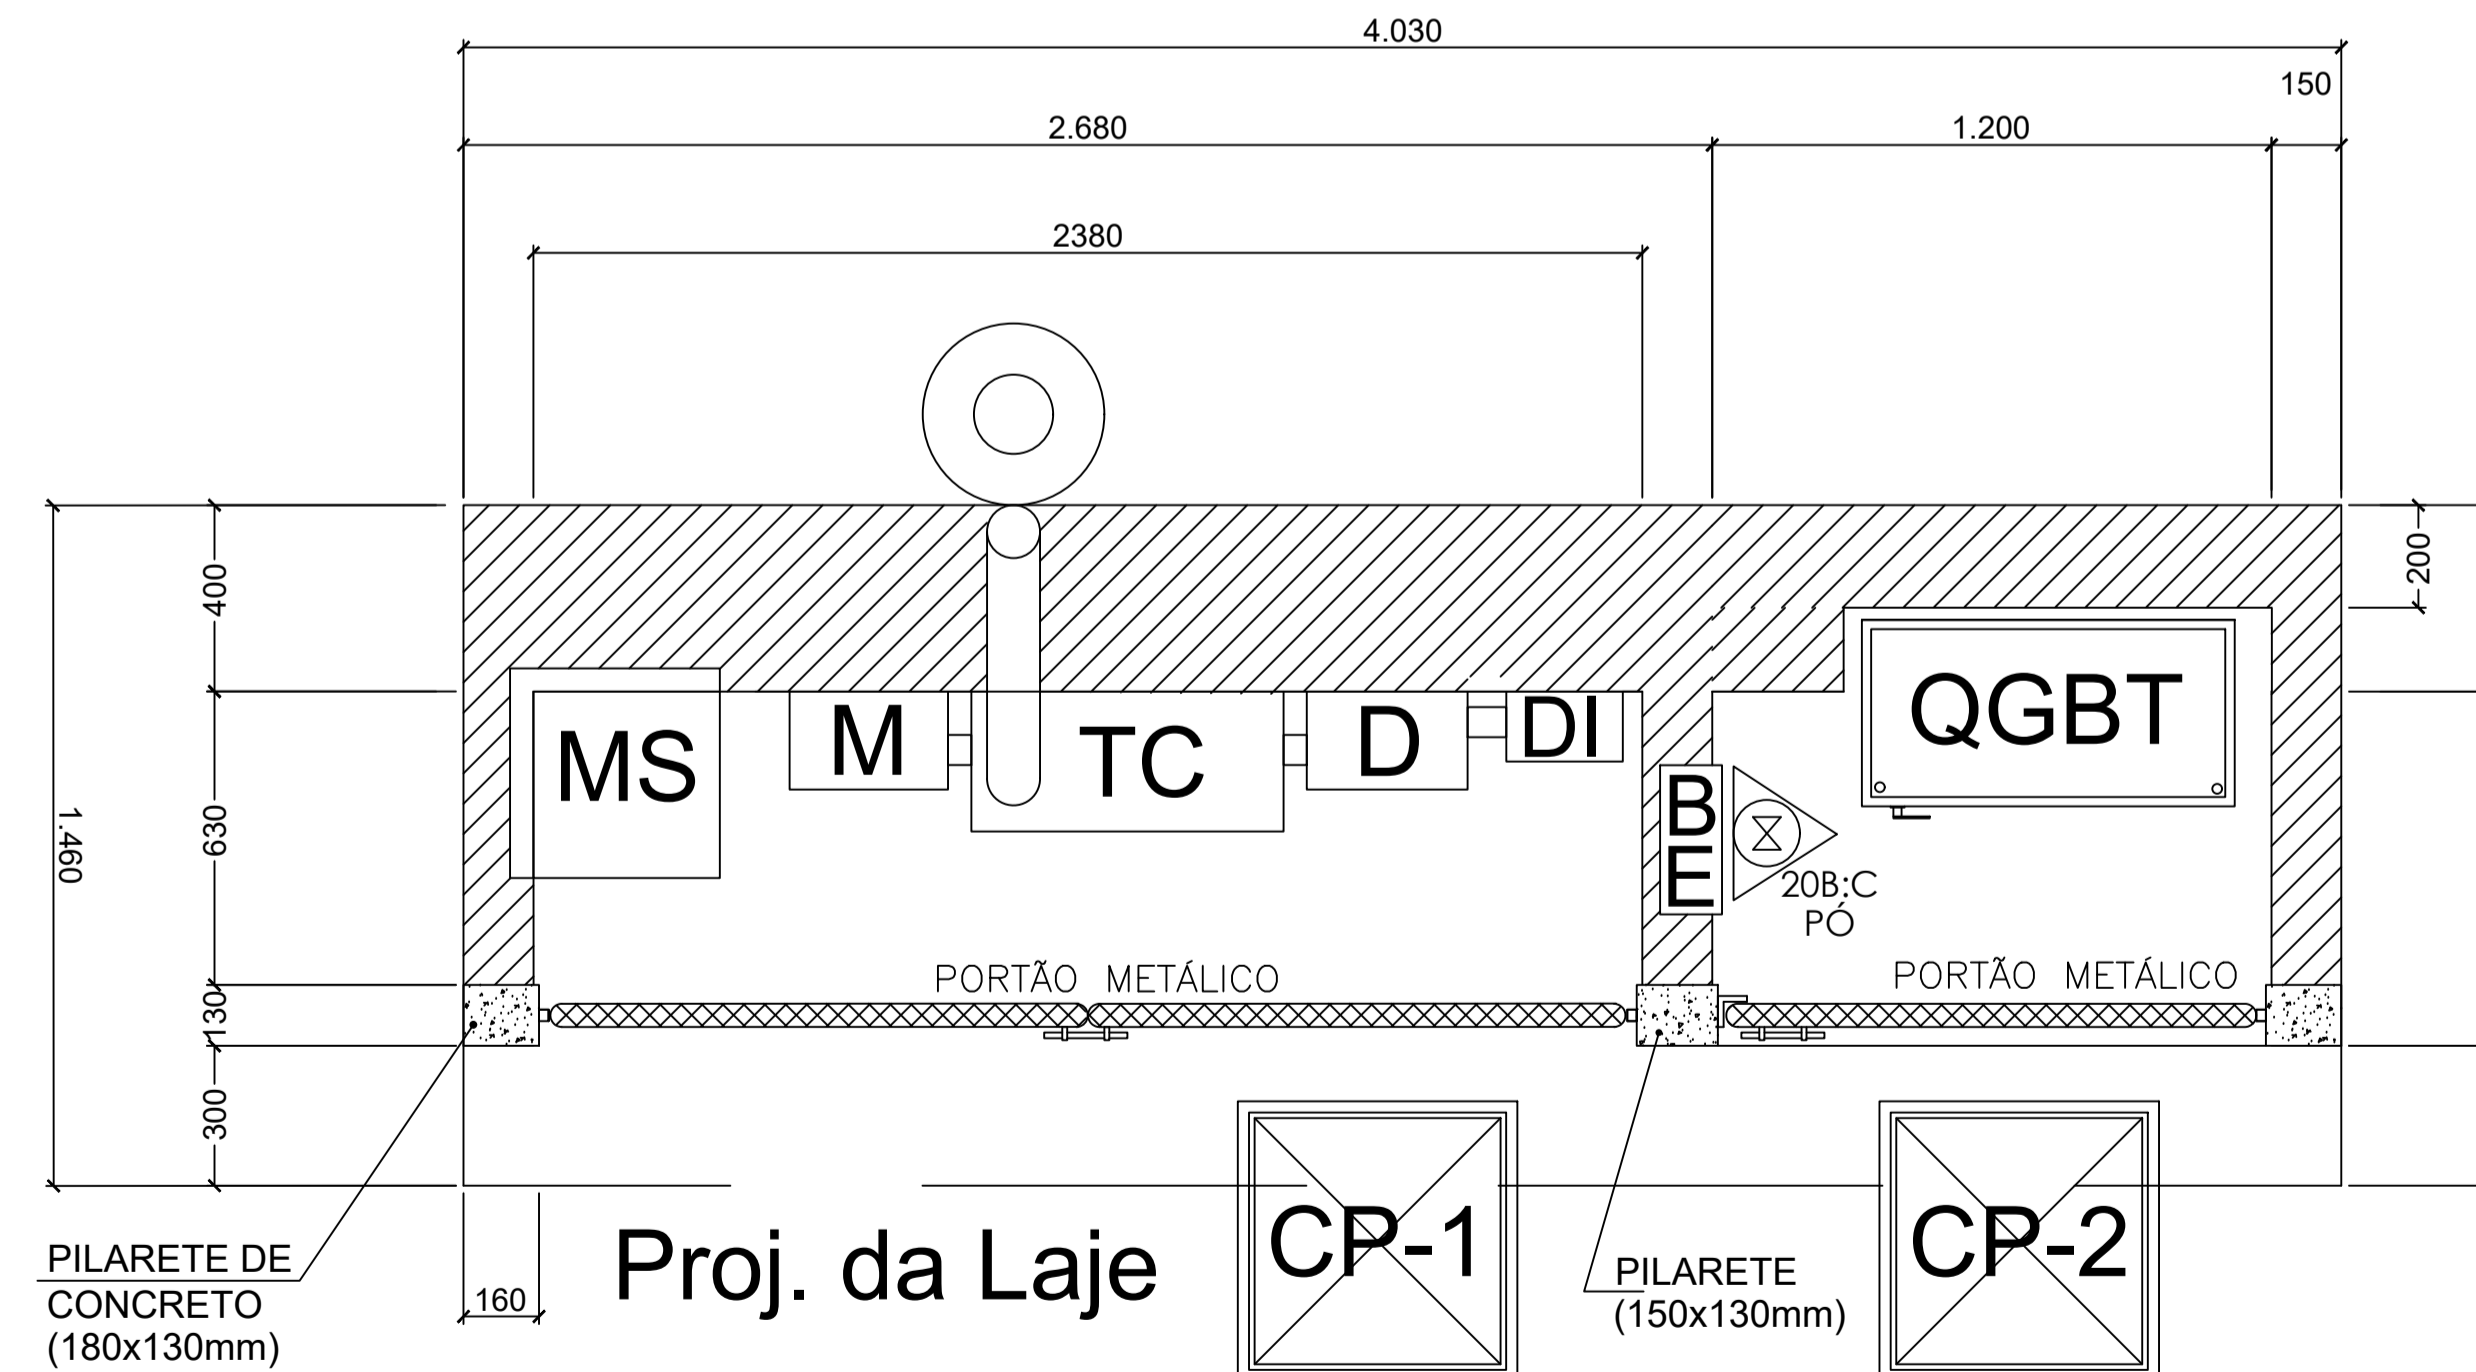 4.030
150
2.680
1.200
2380
400
200
QGBT
MS
M
TC
D
DI
B
E
630
1.460
20B:C
PÓ
PORTÃO METÁLICO
PORTÃO METÁLICO
130
300
CP-1
CP-2
Proj. da Laje
160
PILARETE DE
CONCRETO
(180x130mm)
PILARETE
(150x130mm)